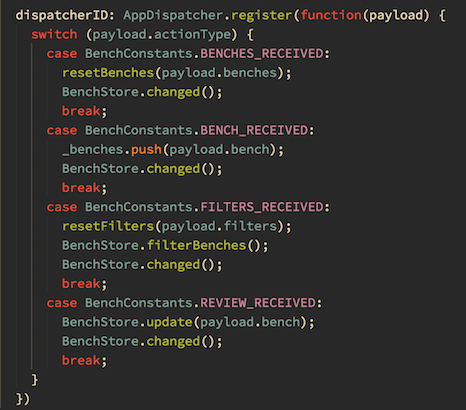 dispatcherID: AppDispatcher.register(function(payload) {
  switch (payload.actionType) {
    case BenchConstants.BENCHES_RECEIVED:
      resetBenches(payload.benches);
      BenchStore.changed();
      break;
    case BenchConstants.BENCH_RECEIVED:
      _benches.push(payload.bench);
      BenchStore.changed();
      break;
    case BenchConstants.FILTERS_RECEIVED:
      resetFilters(payload.filters);
      BenchStore.filterBenches();
      BenchStore.changed();
      break;
    case BenchConstants.REVIEW_RECEIVED:
      BenchStore.update(payload.bench);
      BenchStore.changed();
      break;
  }
})